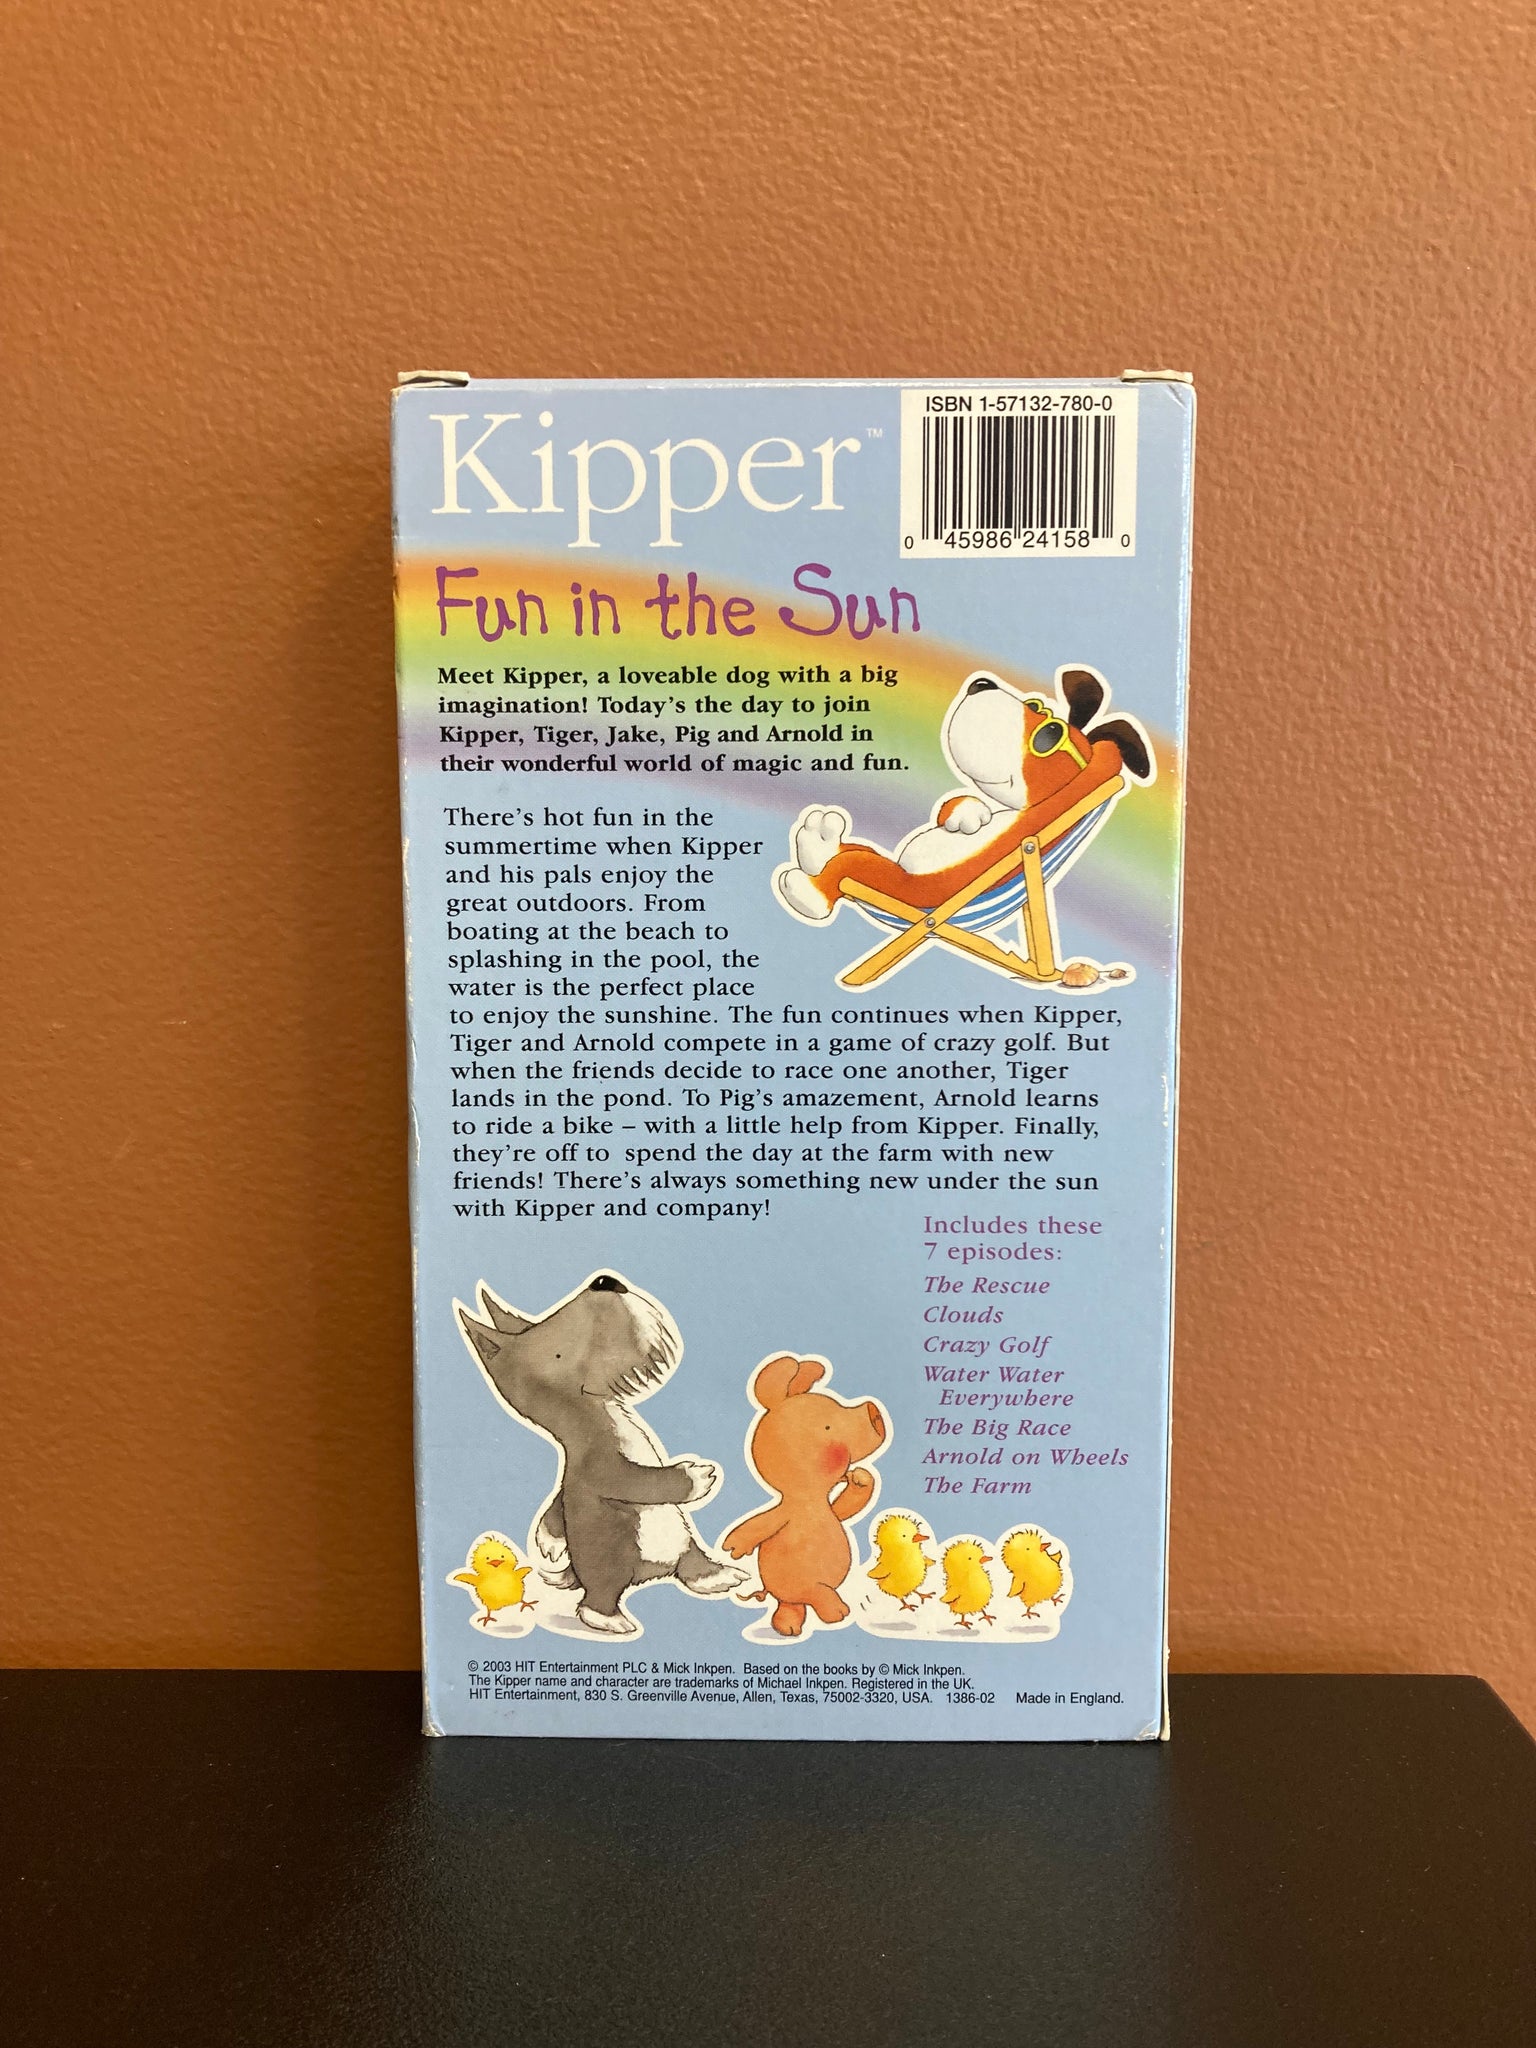 Kipper™
ISBN 1-57132-780-0
0 45986 24158 0
Fun in the Sun
Meet Kipper, a loveable dog with a big
imagination! Today's the day to join
Kipper, Tiger, Jake, Pig and Arnold in
their wonderful world of magic and fun.
There's hot fun in the
summertime when Kipper
and his pals enjoy the
great outdoors. From
boating at the beach to
splashing in the pool, the
water is the perfect place
to enjoy the sunshine. The fun continues when Kipper,
Tiger and Arnold compete in a game of crazy golf. But
when the friends decide to race one another, Tiger
lands in the pond. To Pig's amazement, Arnold learns
to ride a bike – with a little help from Kipper. Finally,
they're off to spend the day at the farm with new
friends! There's always something new under the sun
with Kipper and company!
Includes these
7 episodes:
The Rescue
Clouds
Crazy Golf
Water Water
Everywhere
The Big Race
Arnold on Wheels
The Farm
© 2003 HIT Entertainment PLC & Mick Inkpen. Based on the books by © Mick Inkpen.
The Kipper name and character are trademarks of Michael Inkpen. Registered in the UK.
HIT Entertainment, 830 S. Greenville Avenue, Allen, Texas, 75002-3320, USA. 1386-02 Made in England.